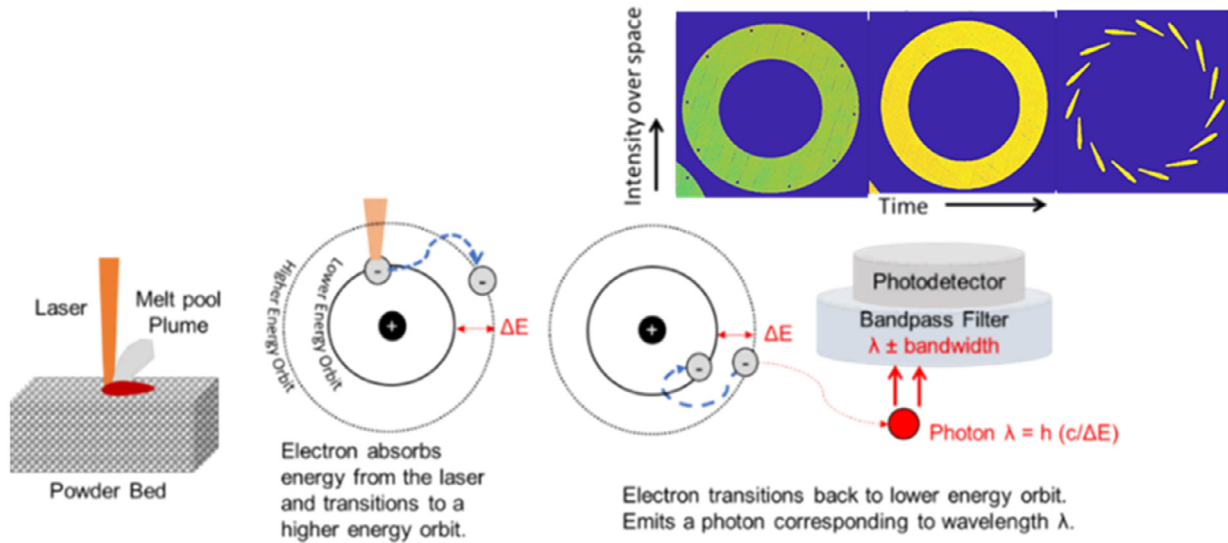 Intensity over space
Time
Laser
Melt pool
Plume
Powder Bed
Higher Energy Orbit
Lower Energy Orbit
-
-
+
ΔE
Electron absorbs
energy from the laser
and transitions to a
higher energy orbit.
+
-
-
ΔE
Photodetector
Bandpass Filter
λ ± bandwidth
Photon λ = h (c/ΔE)
Electron transitions back to lower energy orbit.
Emits a photon corresponding to wavelength λ.